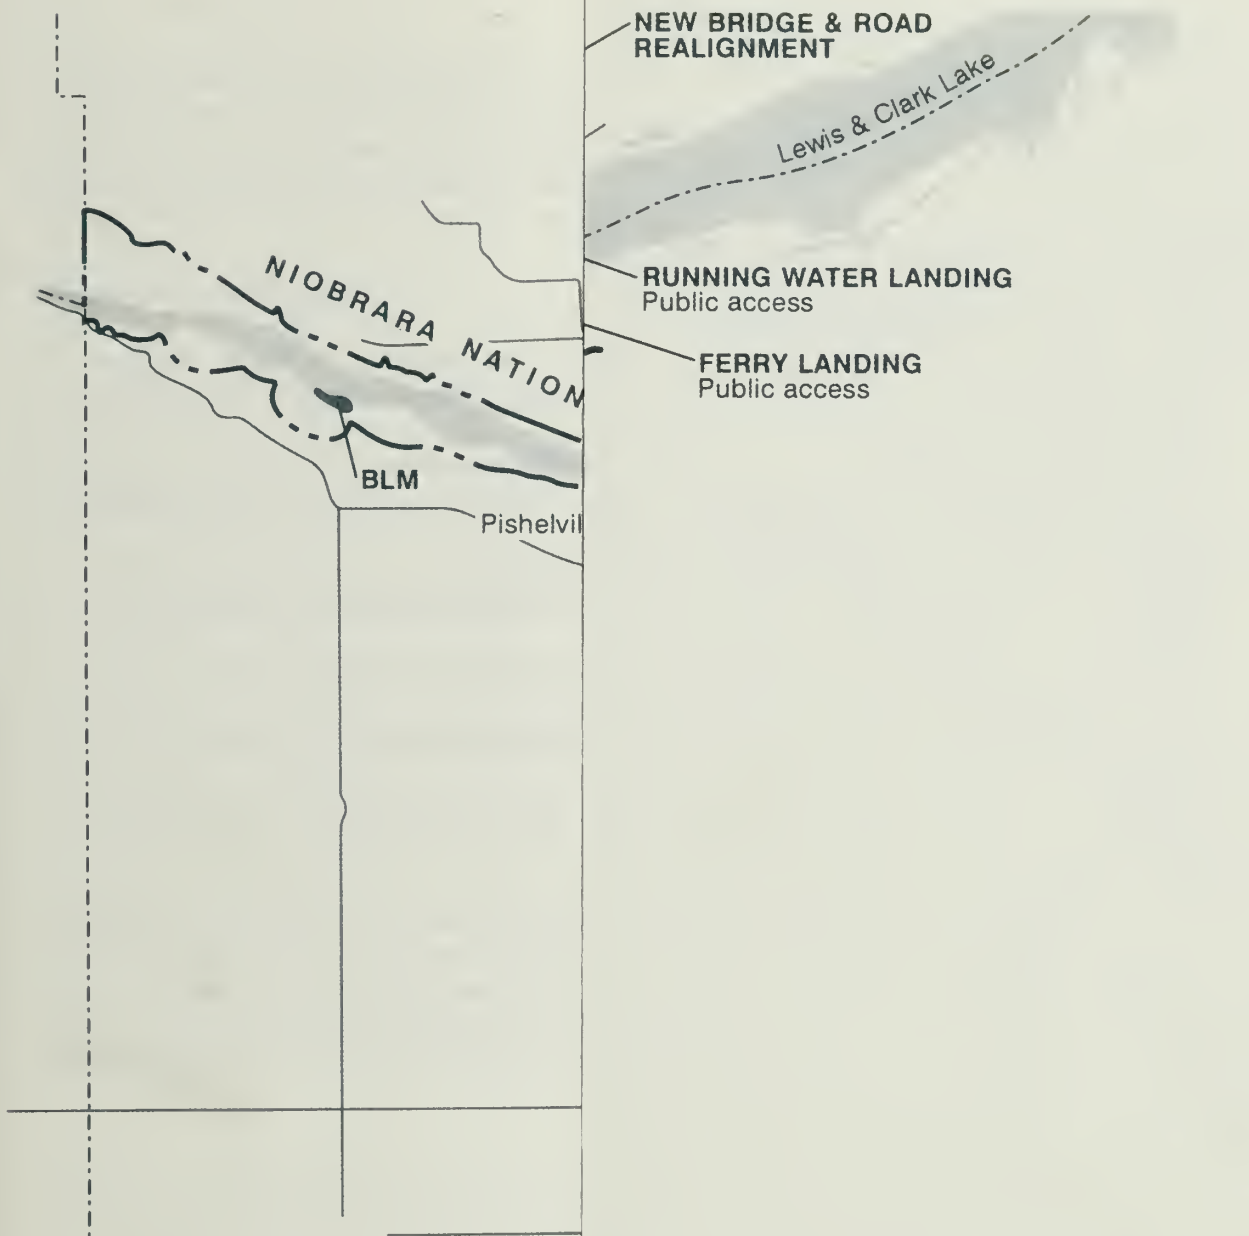 NEW BRIDGE & ROAD
REALIGNMENT
Lewis & Clark Lake
RUNNING WATER LANDING
Public access
FERRY LANDING
Public access
NIOBRARA NATION
BLM
Pishelvil